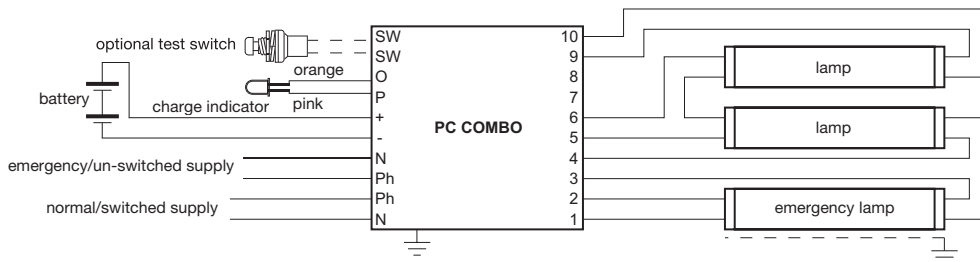 optional test switch
orange
pink
charge indicator
battery
emergency/un-switched supply
normal/switched supply
SW
SW
O
P
+
-
N
Ph
Ph
N
PC COMBO
10
9
8
7
6
5
4
3
2
1
lamp
lamp
emergency lamp